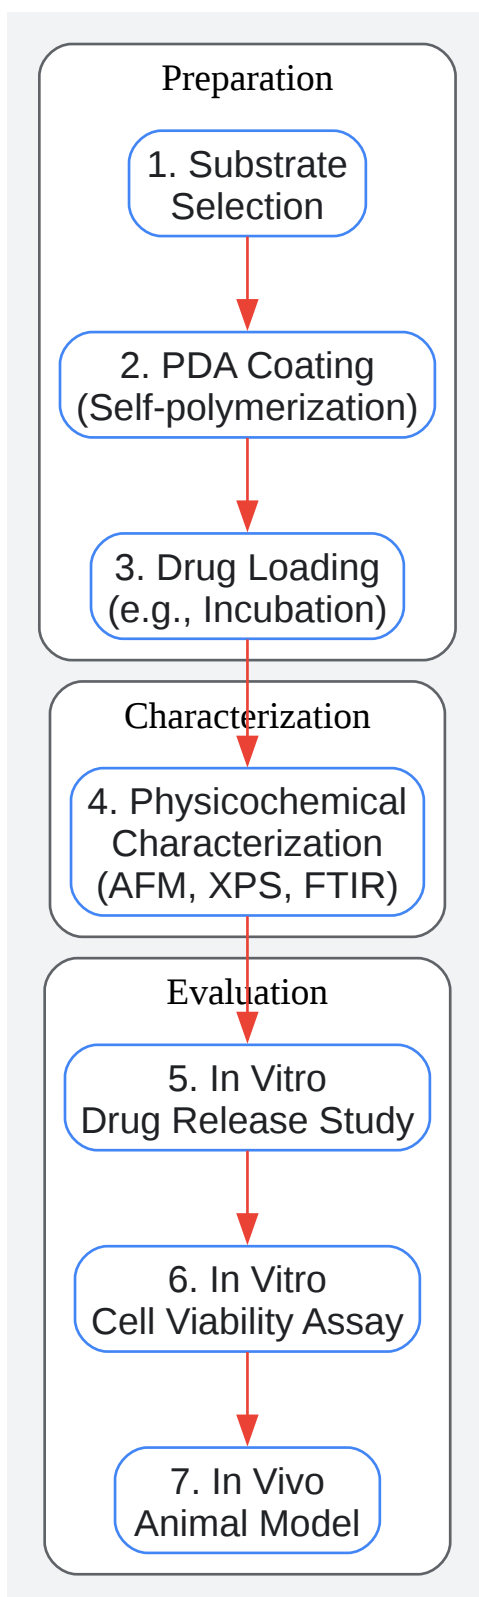 Preparation
1. Substrate
Selection
2. PDA Coating
(Self-polymerization)
3. Drug Loading
(e.g., Incubation)
Characterization
4. Physicochemical
Characterization
(AFM, XPS, FTIR)
Evaluation
5. In Vitro
Drug Release Study
6. In Vitro
Cell Viability Assay
7. In Vivo
Animal Model